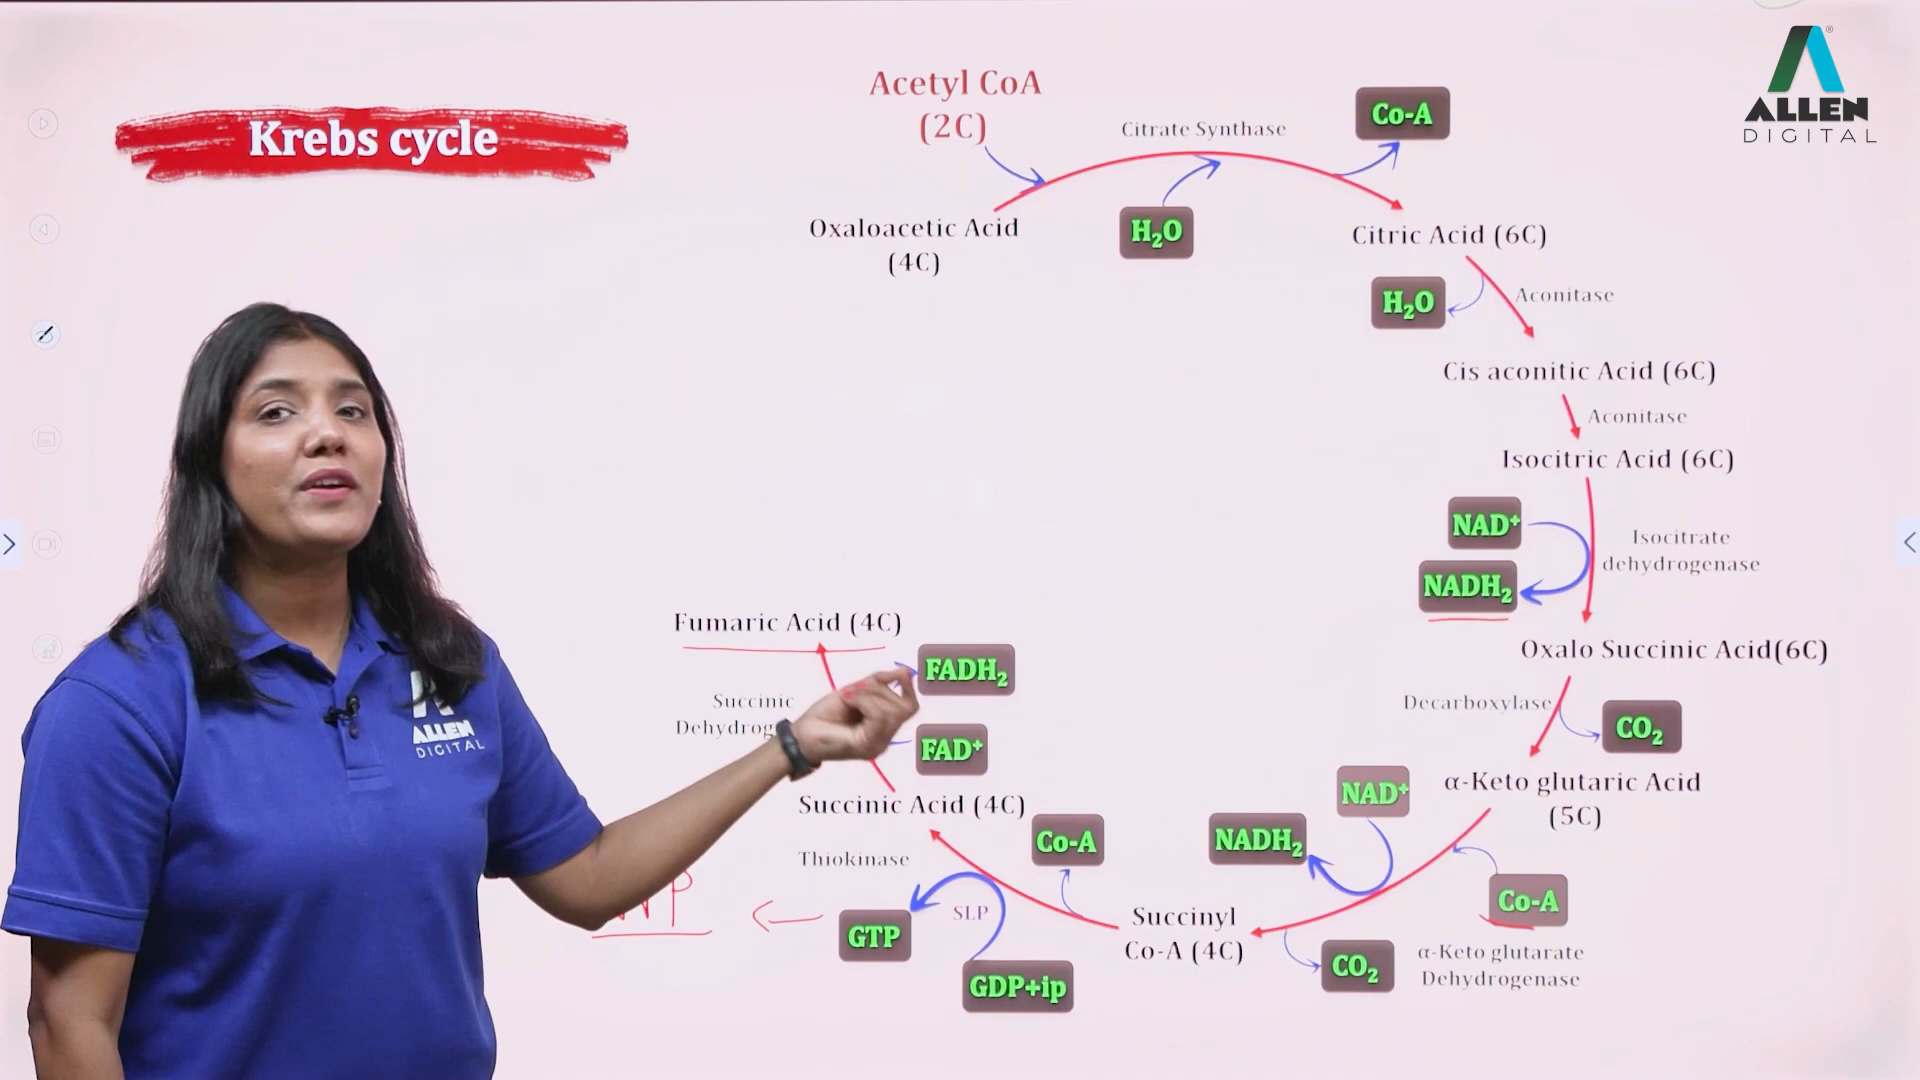 Krebs cycle
Acetyl CoA
(2C)
Citrate Synthase
Co-A
ALLEN
DIGITAL
Oxaloacetic Acid
(4C)
H₂O
Citric Acid (6C)
H₂O
Aconitase
Cis aconitic Acid (6C)
Aconitase
Isocitric Acid (6C)
NAD⁺
Isocitrate
dehydrogenase
NADH₂
Oxalo Succinic Acid(6C)
Decarboxylase
CO₂
α-Keto glutaric Acid
(5C)
NAD⁺
NADH₂
Co-A
α-Keto glutarate
Dehydrogenase
CO₂
Succinyl
Co-A (4C)
Co-A
Thiokinase
SLP
GTP
GDP+ip
Succinic Acid (4C)
FAD⁺
FADH₂
Succinic
Fumaric Acid (4C)
ALLEN
DIGITAL